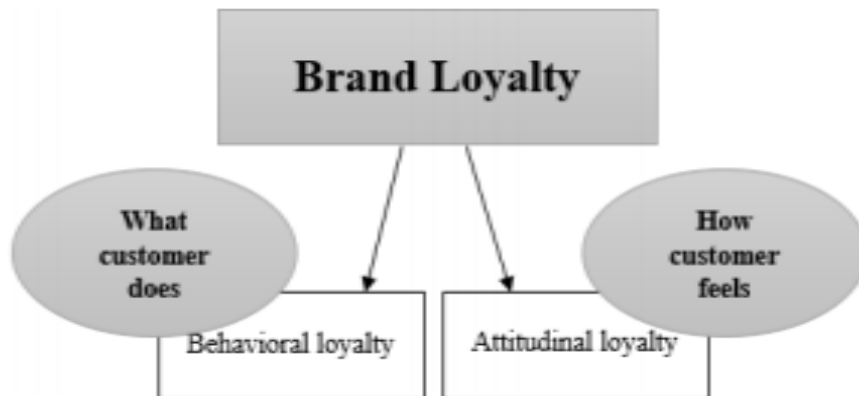 Brand Loyalty
What
customer
does
How
customer
feels
Behavioral loyalty
Attitudinal loyalty